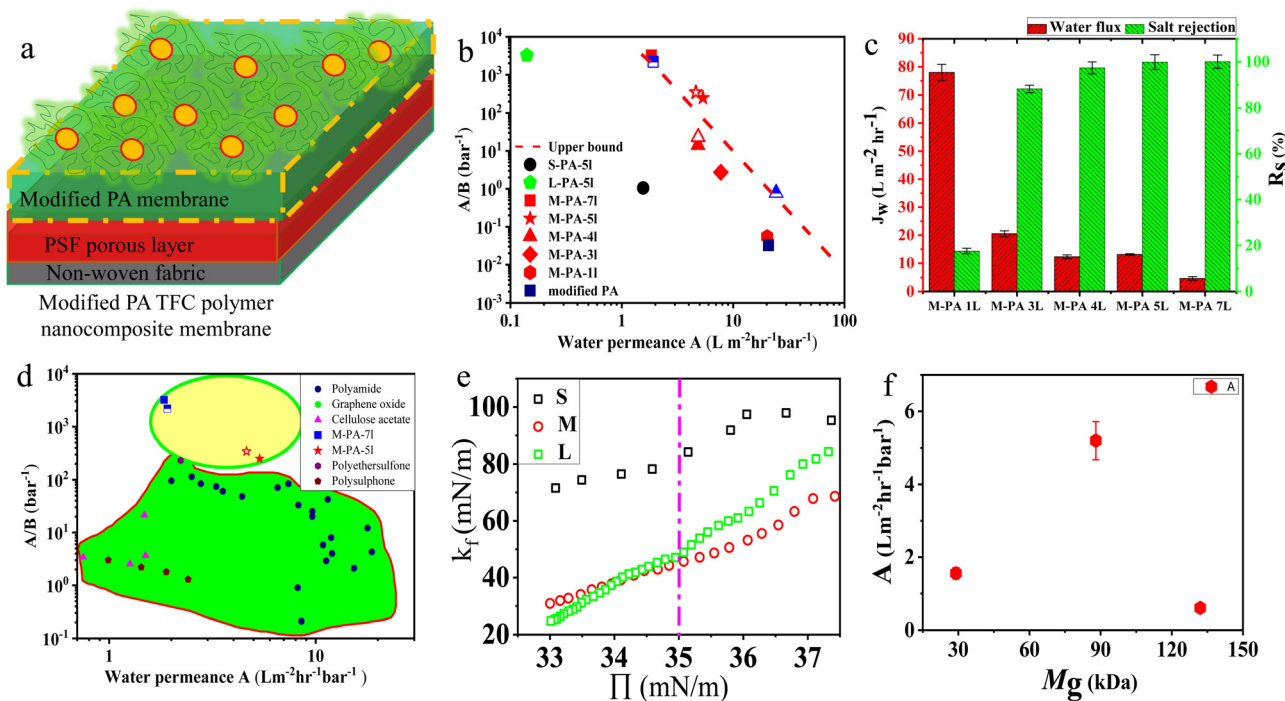 a
Modified PA membrane
PSF porous layer
Non-woven fabric
Modified PA TFC polymer
nanocomposite membrane
b
A/B (bar⁻¹)
10⁴
10³
10²
10¹
10⁰
10⁻¹
10⁻²
10⁻³
Upper bound
S-PA-5l
L-PA-5l
M-PA-7l
M-PA-5l
M-PA-4l
M-PA-3l
M-PA-1l
modified PA
0.1
1
10
100
Water permeance A (L m⁻²hr⁻¹bar⁻¹)
c
Water flux
Salt rejection
J_W (L m⁻² hr⁻¹)
90
80
70
60
50
40
30
20
10
0
R_S (%)
100
80
60
40
20
0
M-PA 1L
M-PA 3L
M-PA 4L
M-PA 5L
M-PA 7L
d
A/B (bar⁻¹)
10⁴
10³
10²
10¹
10⁰
10⁻¹
Polyamide
Graphene oxide
Cellulose acetate
M-PA-7l
M-PA-5l
Polyethersulfone
Polysulphone
1
10
Water permeance A (Lm⁻²hr⁻¹bar⁻¹)
e
k_f (mN/m)
100
80
60
40
20
S
M
L
33
34
35
36
37
Π (mN/m)
f
A
A (Lm⁻²hr⁻¹bar⁻¹)
6
4
2
0
30
60
90
120
150
Mg (kDa)